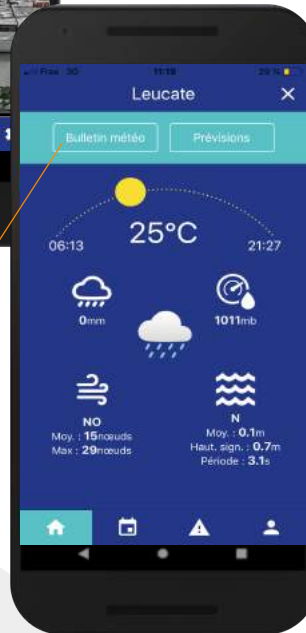 Free 3G 11:19 29 %
Leucate ×
Bulletin météo Prévisions
25°C
06:13 21:27
0mm 1011mb
NO
Moy. : 15nœuds
Max : 29nœuds
N
Moy. : 0.1m
Haut. sign. : 0.7m
Période : 3.1s